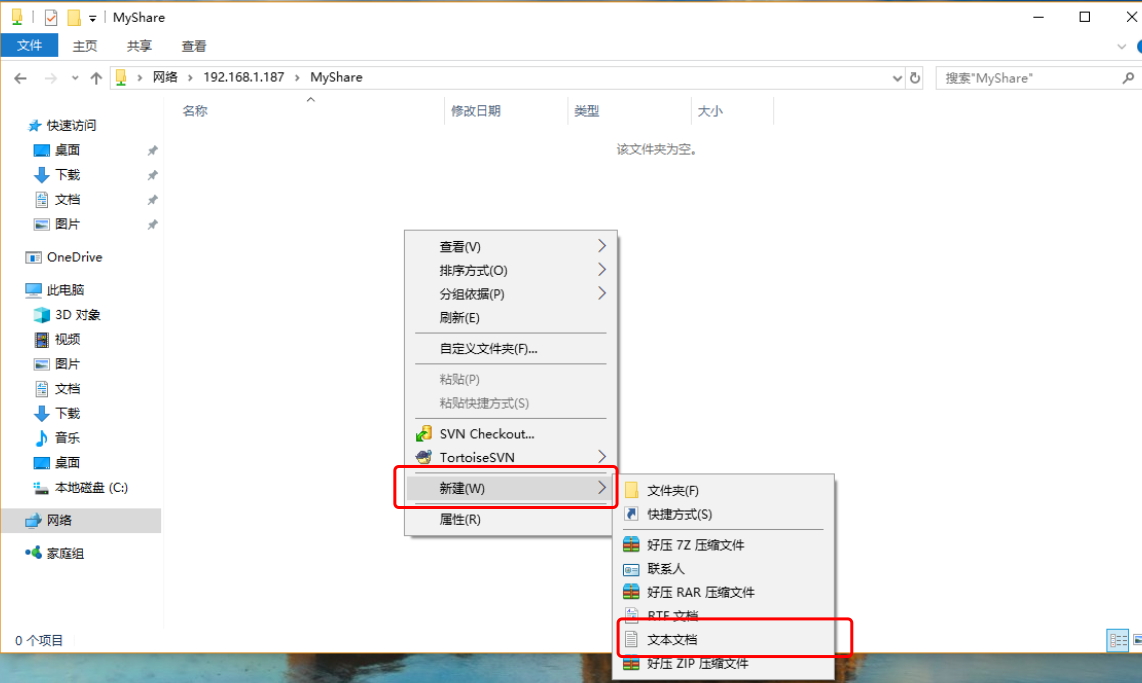 MyShare
文件 主页 共享 查看
网络 192.168.1.187 MyShare 搜索"MyShare"
名称 修改日期 类型 大小
该文件夹为空。
快速访问
桌面
下载
文档
图片
OneDrive
此电脑
3D 对象
视频
图片
文档
下载
音乐
桌面
本地磁盘 (C:)
网络
家庭组
查看(V)
排序方式(O)
分组依据(P)
刷新(E)
自定义文件夹(F)...
粘贴(P)
粘贴快捷方式(S)
SVN Checkout...
TortoiseSVN
新建(W)
属性(R)
文件夹(F)
快捷方式(S)
好压 7Z 压缩文件
联系人
好压 RAR 压缩文件
RTF 文档
文本文档
好压 ZIP 压缩文件
0 个项目